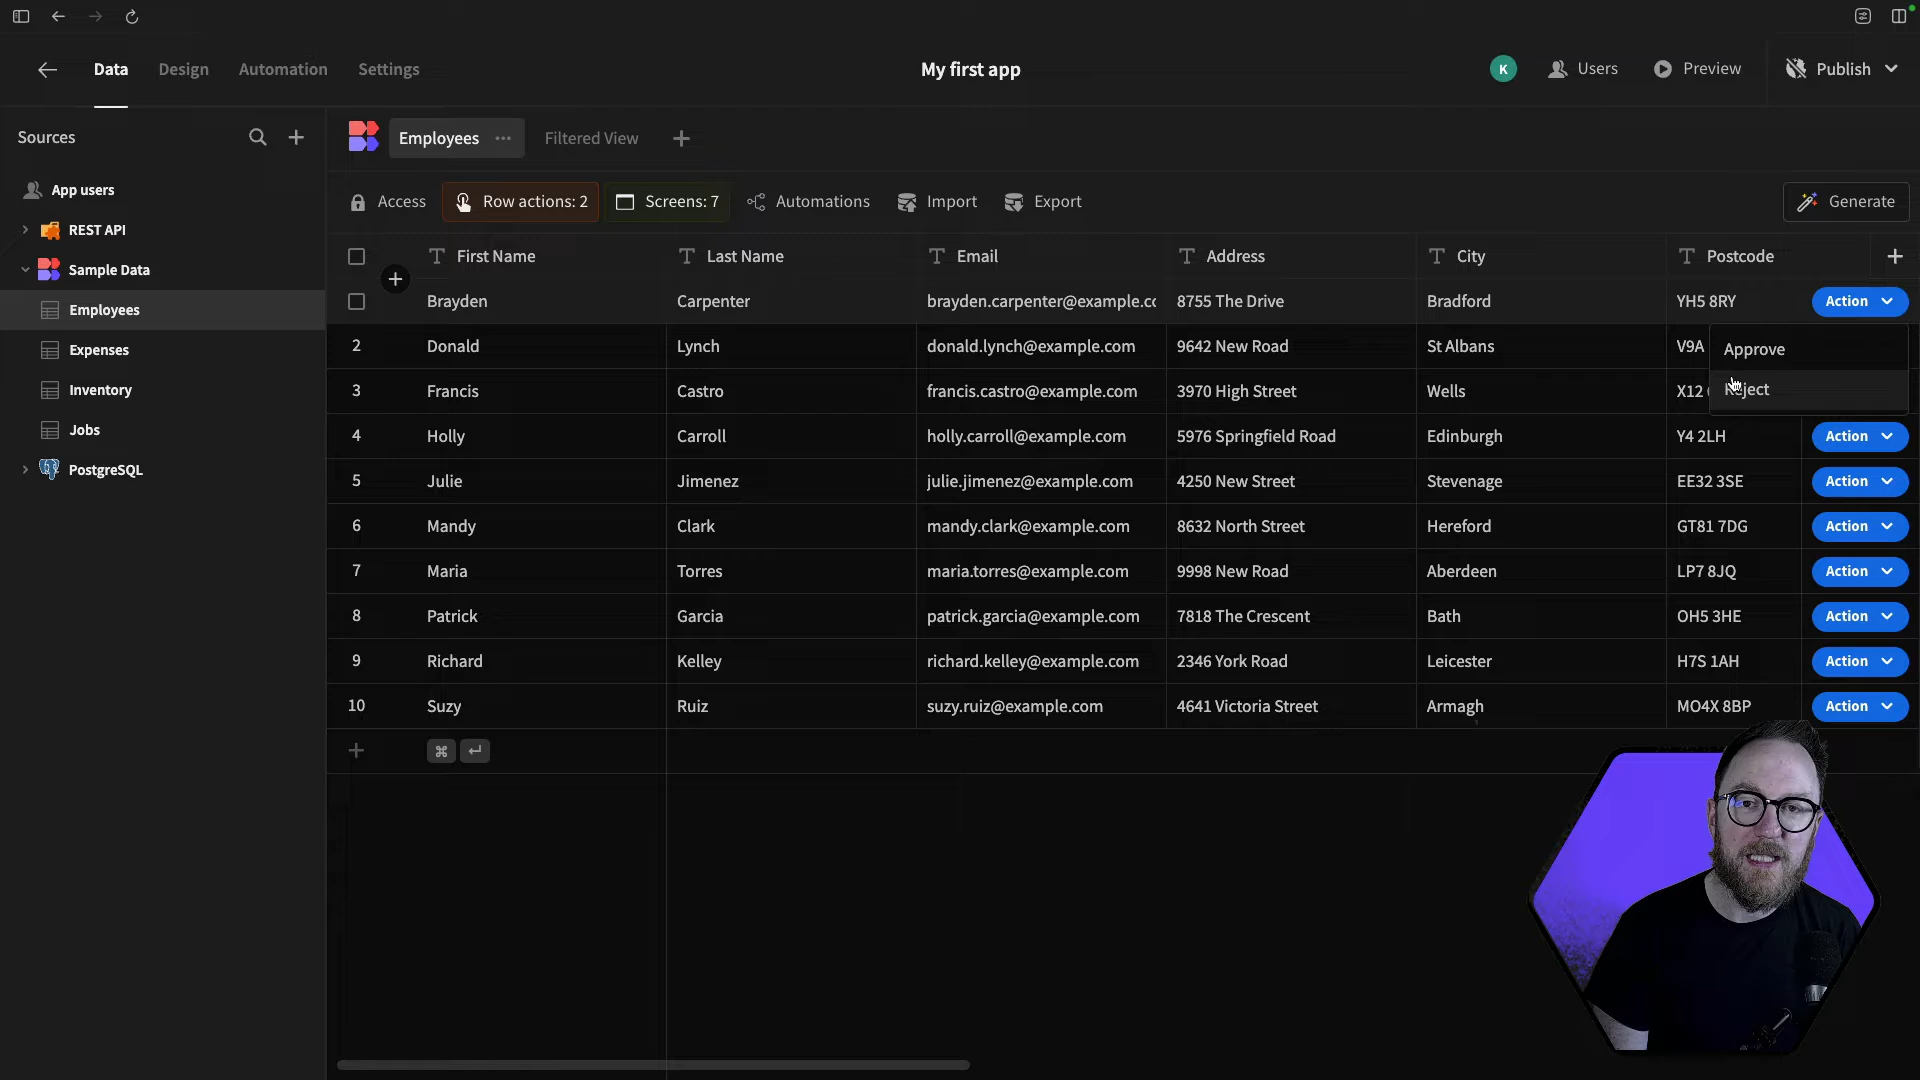 Data Design Automation Settings
My first app
K Users Preview Publish
Sources
App users
REST API
Sample Data
Employees
Expenses
Inventory
Jobs
PostgreSQL
Employees Filtered View
Access Row actions: 2 Screens: 7 Automations Import Export Generate
First Name Last Name Email Address City Postcode
Brayden Carpenter brayden.carpenter@example.cc 8755 The Drive Bradford YH5 8RY Action
2 Donald Lynch donald.lynch@example.com 9642 New Road St Albans V9A
Approve
3 Francis Castro francis.castro@example.com 3970 High Street Wells X12
Reject
4 Holly Carroll holly.carroll@example.com 5976 Springfield Road Edinburgh Y4 2LH Action
5 Julie Jimenez julie.jimenez@example.com 4250 New Street Stevenage EE32 3SE Action
6 Mandy Clark mandy.clark@example.com 8632 North Street Hereford GT81 7DG Action
7 Maria Torres maria.torres@example.com 9998 New Road Aberdeen LP7 8JQ Action
8 Patrick Garcia patrick.garcia@example.com 7818 The Crescent Bath OH5 3HE Action
9 Richard Kelley richard.kelley@example.com 2346 York Road Leicester H7S 1AH Action
10 Suzy Ruiz suzy.ruiz@example.com 4641 Victoria Street Armagh MO4X 8BP Action